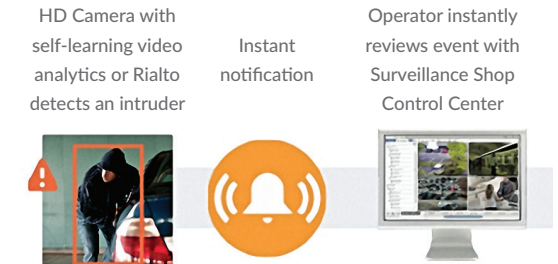 HD Camera with
self-learning video
analytics or Rialto
detects an intruder
Instant
notification
Operator instantly
reviews event with
Surveillance Shop
Control Center